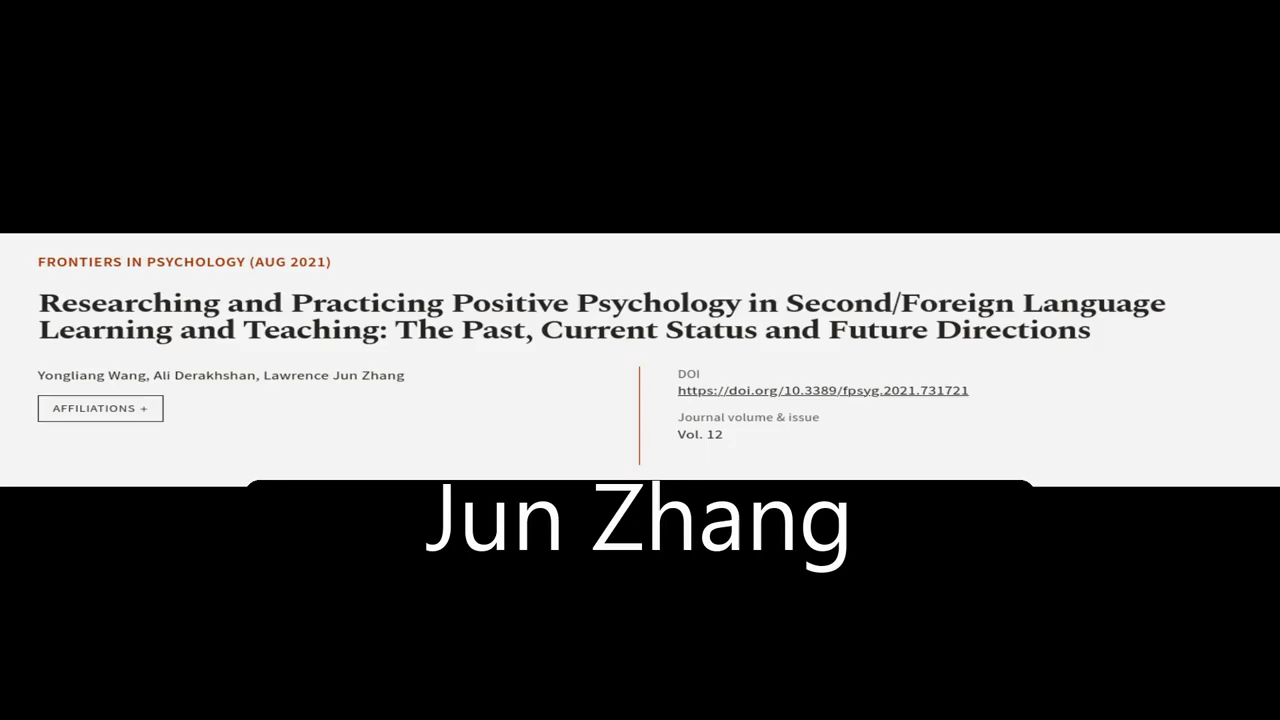 FRONTIERS IN PSYCHOLOGY (AUG 2021)
Researching and Practicing Positive Psychology in Second/Foreign Language
Learning and Teaching: The Past, Current Status and Future Directions
Yongliang Wang, Ali Derakhshan, Lawrence Jun Zhang
AFFILIATIONS +
DOI
https://doi.org/10.3389/fpsyg.2021.731721
Journal volume & issue
Vol. 12
Jun Zhang